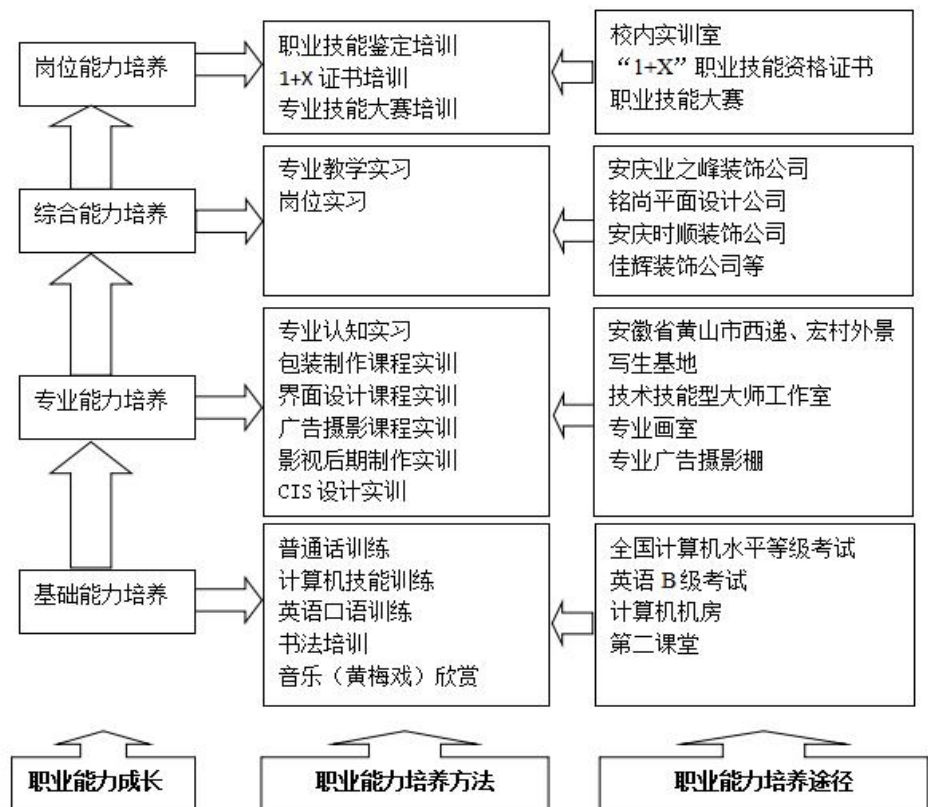 岗位能力培养
职业技能鉴定培训
1+X 证书培训
专业技能大赛培训
校内实训室
“1+X”职业技能资格证书
职业技能大赛
综合能力培养
专业教学实习
岗位实习
安庆业之峰装饰公司
铭尚平面设计公司
安庆时顺装饰公司
佳辉装饰公司等
专业能力培养
专业认知实习
包装制作课程实训
界面设计课程实训
广告摄影课程实训
影视后期制作实训
CIS 设计实训
安徽省黄山市西递、宏村外景
写生基地
技术技能型大师工作室
专业画室
专业广告摄影棚
基础能力培养
普通话训练
计算机技能训练
英语口语训练
书法培训
音乐（黄梅戏）欣赏
全国计算机水平等级考试
英语 B 级考试
计算机机房
第二课堂
职业能力成长
职业能力培养方法
职业能力培养途径